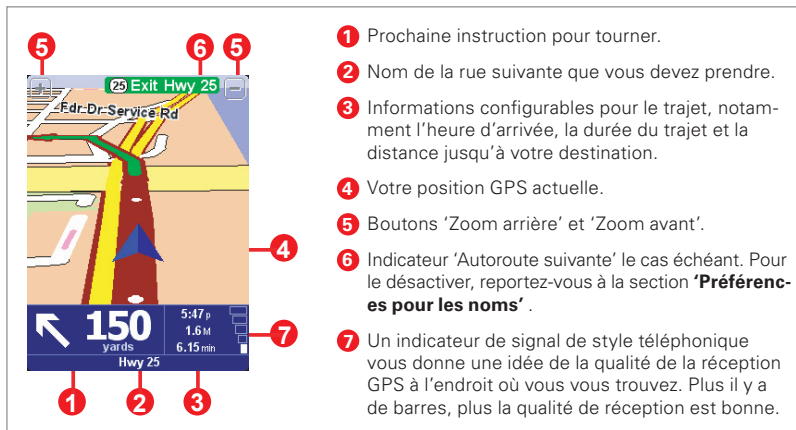 5
6
5
+
25 Exit Hwy 25
−
Fdr-Dr-Service Rd
4
150
yards
5:47 p
1.6 M
6.15 min
7
Hwy 25
1
2
3
1 Prochaine instruction pour tourner.
2 Nom de la rue suivante que vous devez prendre.
3 Informations configurables pour le trajet, notam-
ment l’heure d’arrivée, la durée du trajet et la
distance jusqu’à votre destination.
4 Votre position GPS actuelle.
5 Boutons ‘Zoom arrière’ et ‘Zoom avant’.
6 Indicateur ‘Autoroute suivante’ le cas échéant. Pour
le désactiver, reportez-vous à la section ‘Préférenc-
es pour les noms’ .
7 Un indicateur de signal de style téléphonique
vous donne une idée de la qualité de la réception
GPS à l’endroit où vous vous trouvez. Plus il y a
de barres, plus la qualité de réception est bonne.